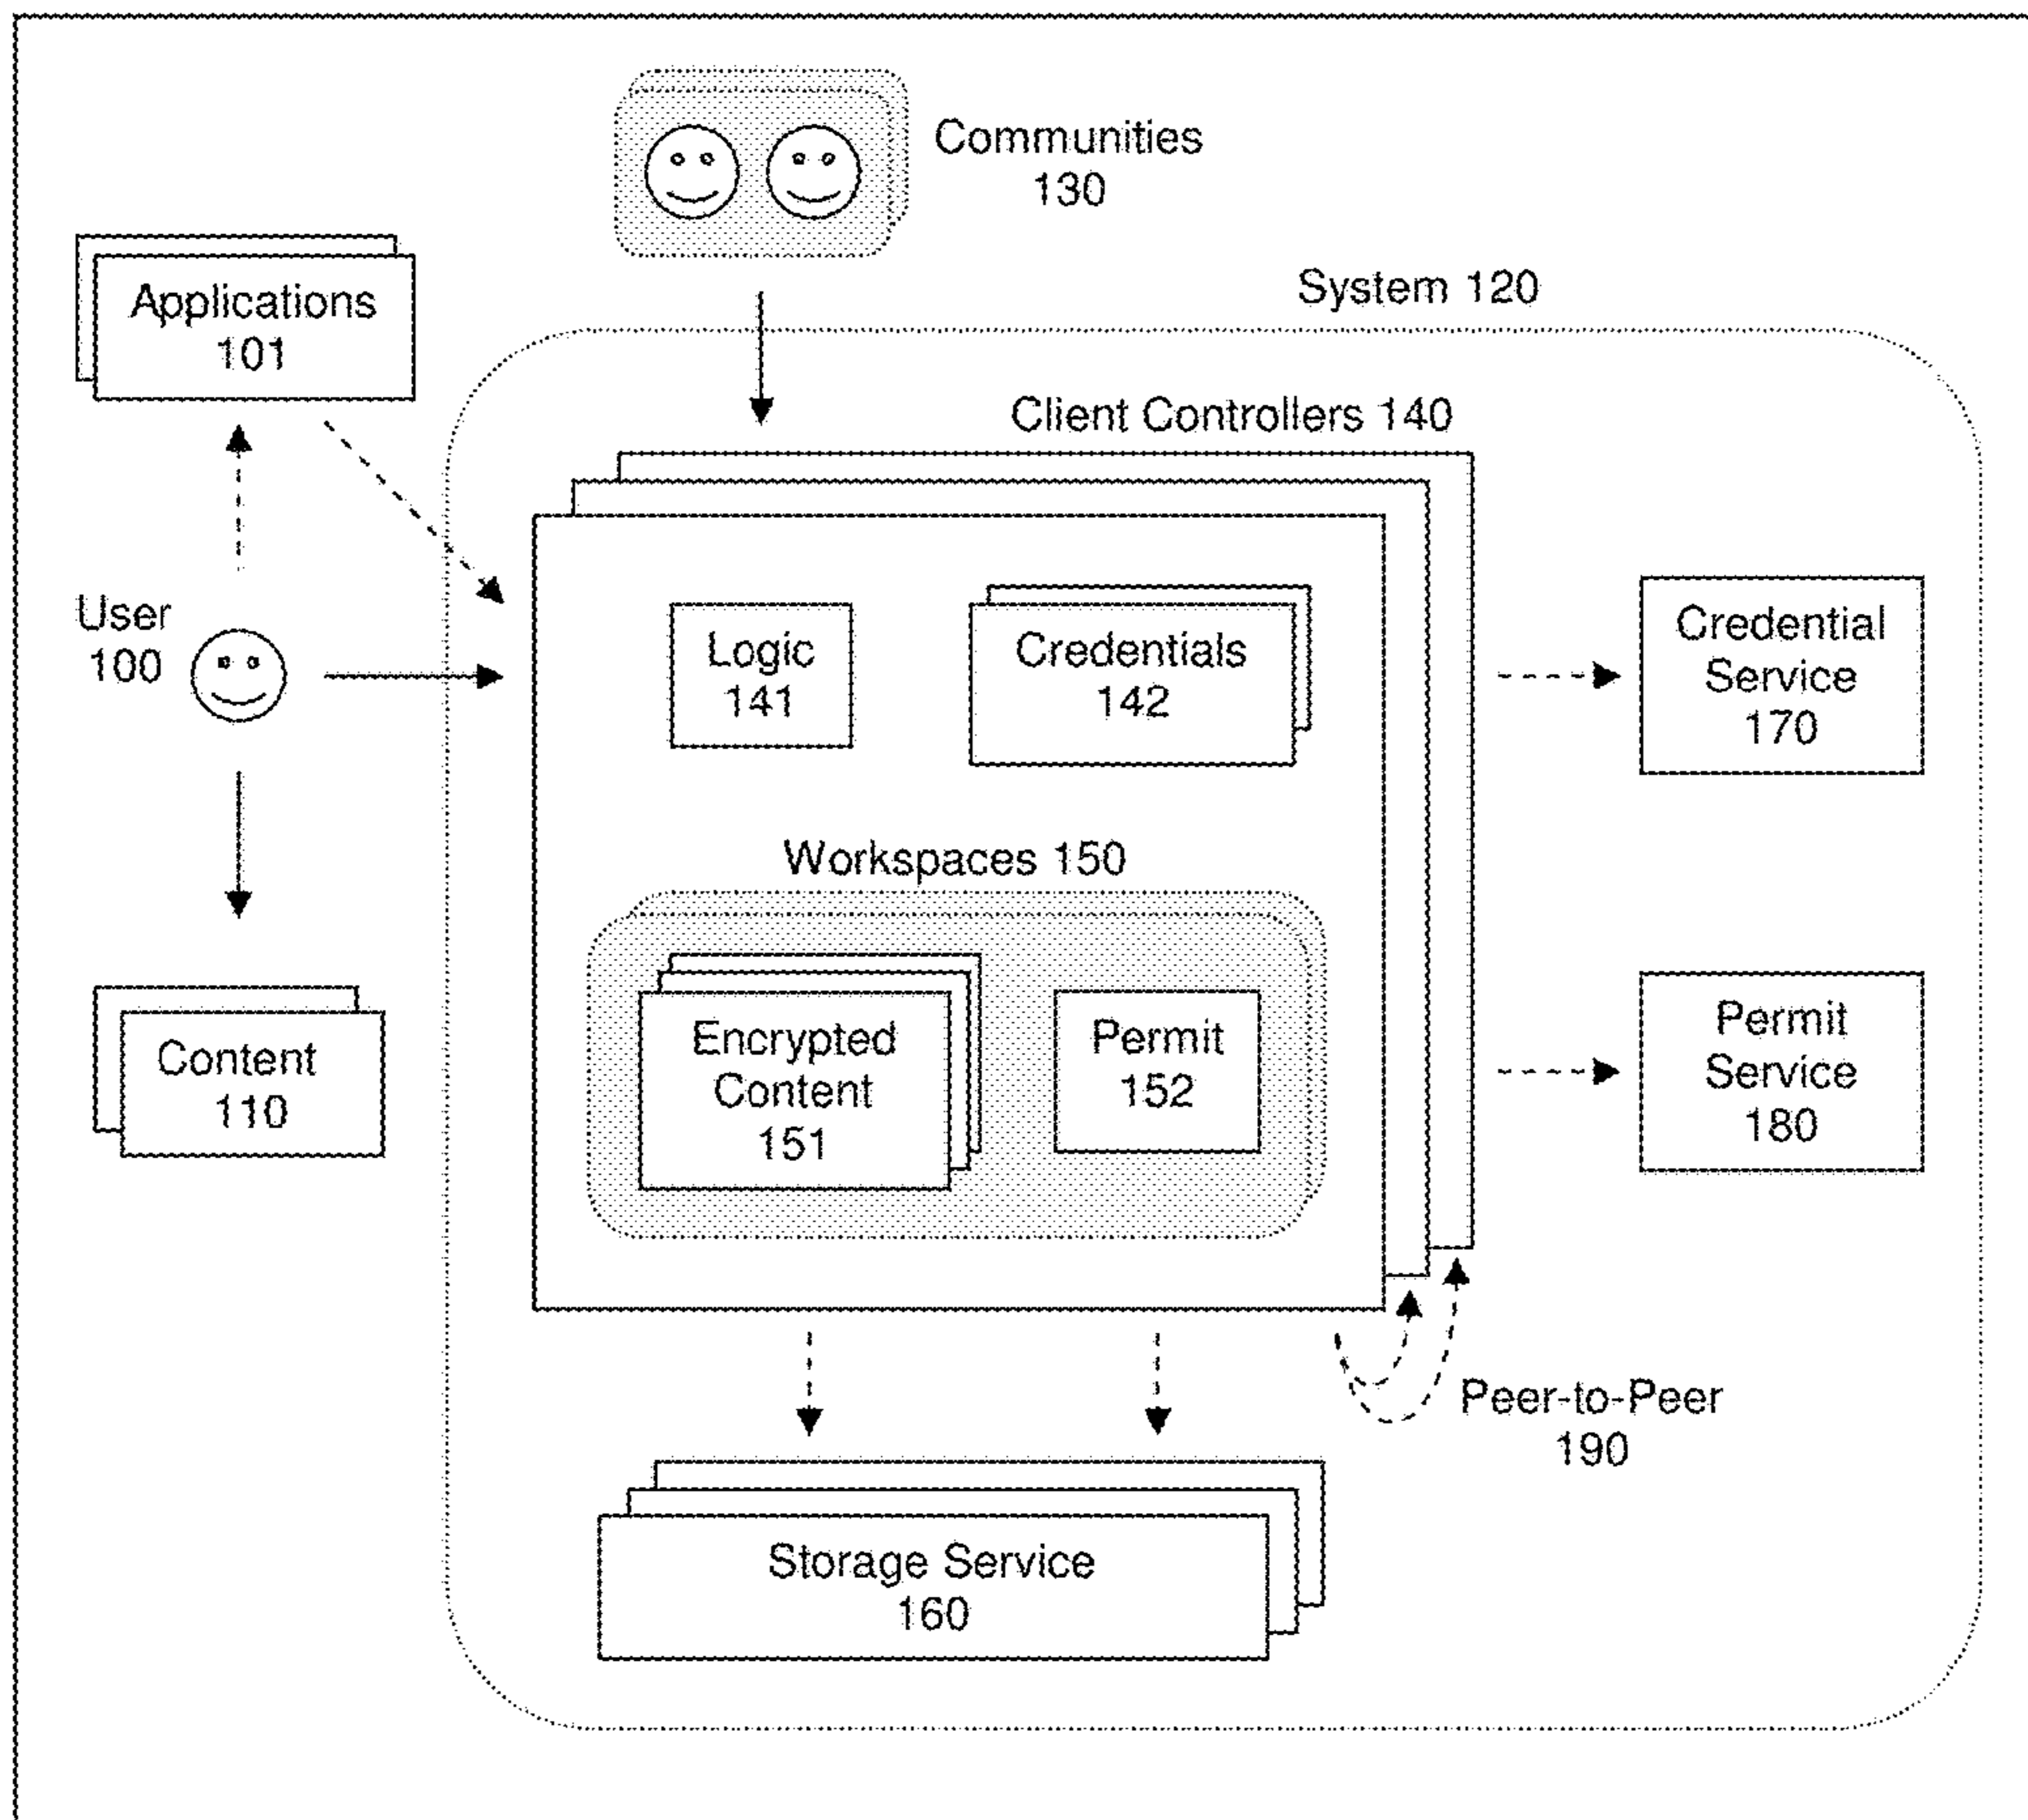 Communities
130
Applications
101
System 120
Client Controllers 140
User
100
Logic
141
Credentials
142
Credential
Service
170
Workspaces 150
Encrypted
Content
151
Permit
152
Content
110
Permit
Service
180
Peer-to-Peer
190
Storage Service
160